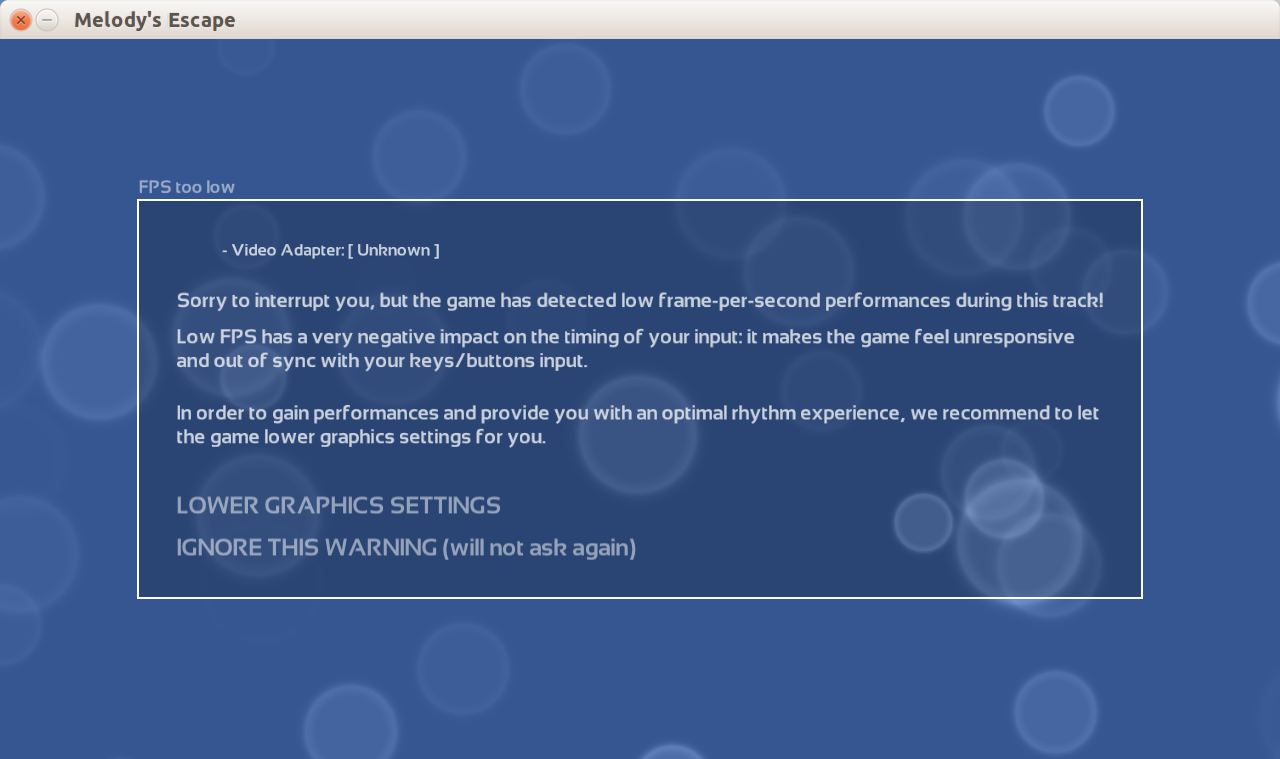 Melody's Escape
FPS too low
- Video Adapter: [ Unknown ]
Sorry to interrupt you, but the game has detected low frame-per-second performances during this track!
Low FPS has a very negative impact on the timing of your input: it makes the game feel unresponsive
and out of sync with your keys/buttons input.
In order to gain performances and provide you with an optimal rhythm experience, we recommend to let
the game lower graphics settings for you.
LOWER GRAPHICS SETTINGS
IGNORE THIS WARNING (will not ask again)